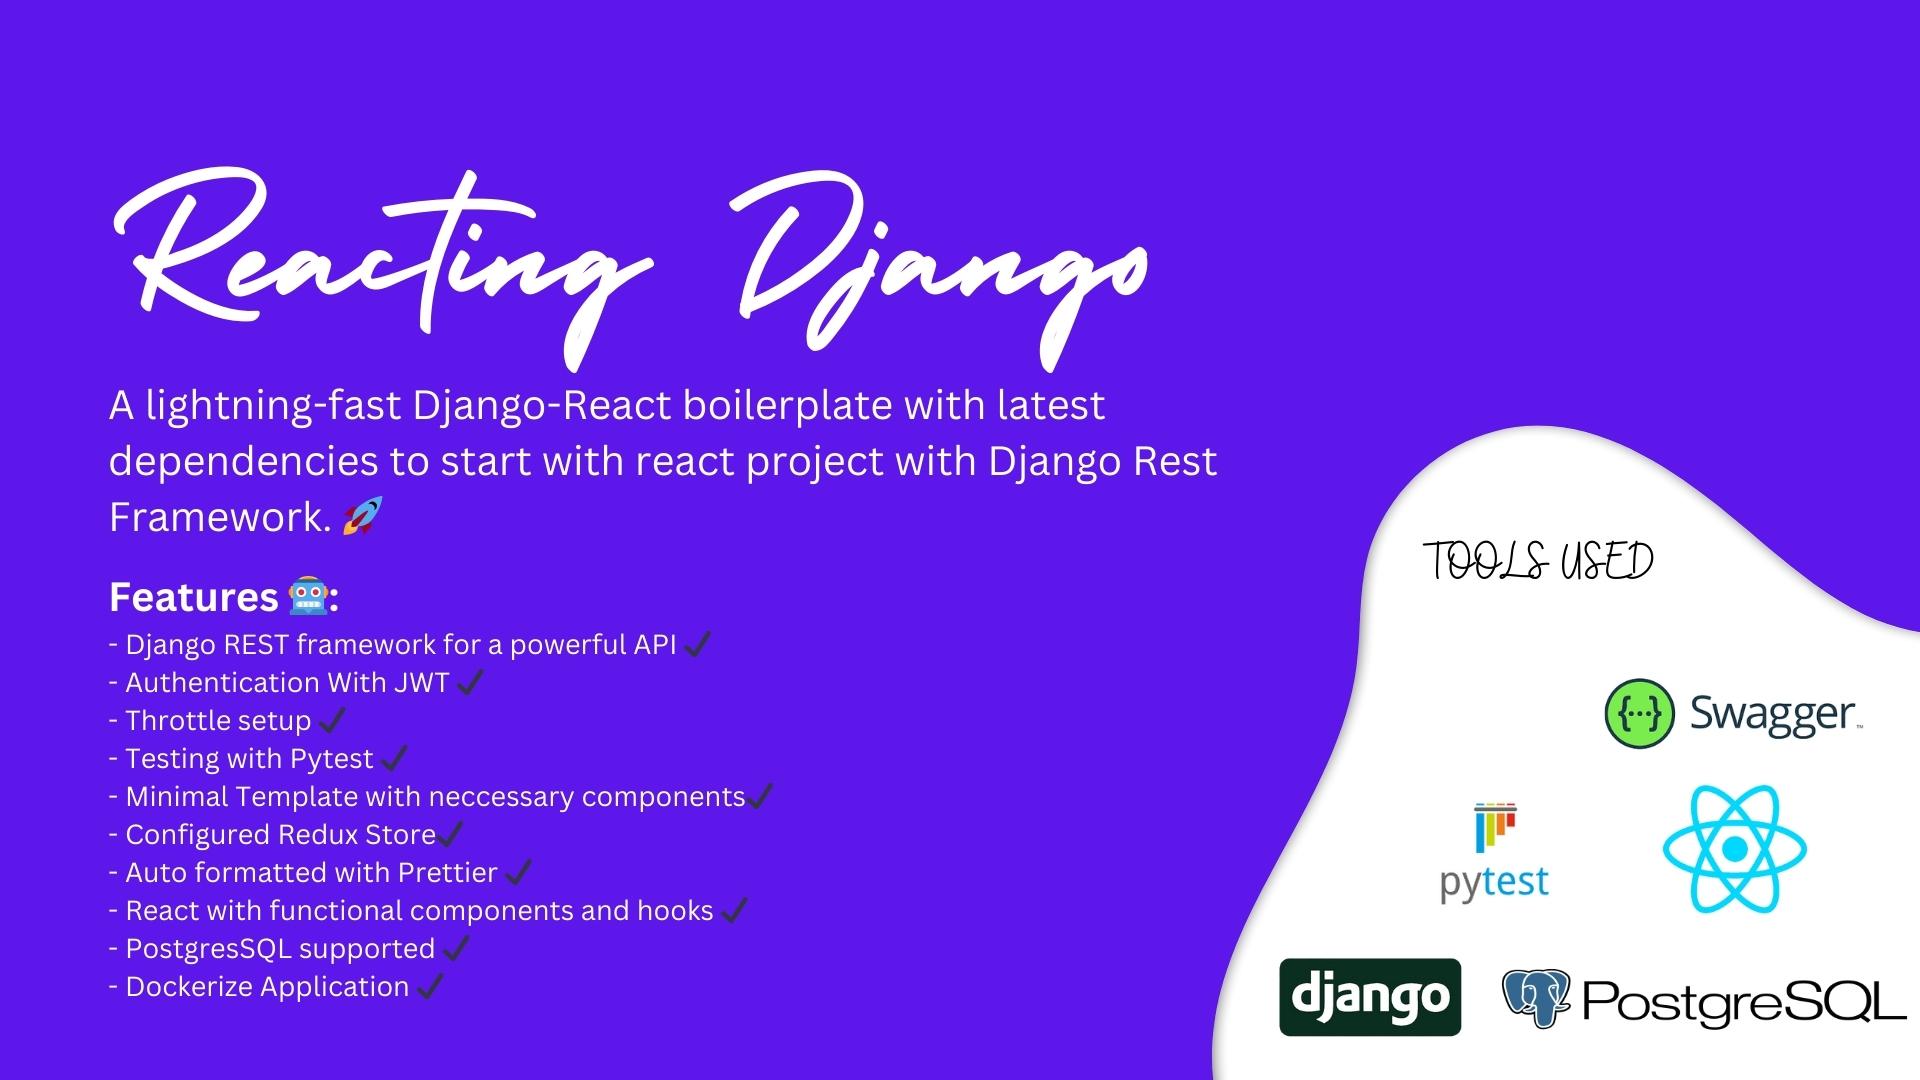 Reacting Django
A lightning-fast Django-React boilerplate with latest
dependencies to start with react project with Django Rest
Framework. 🚀
Features 🤖:
- Django REST framework for a powerful API ✔
- Authentication With JWT ✔
- Throttle setup ✔
- Testing with Pytest ✔
- Minimal Template with neccessary components✔
- Configured Redux Store✔
- Auto formatted with Prettier ✔
- React with functional components and hooks ✔
- PostgresSQL supported ✔
- Dockerize Application ✔
TOOLS USED
{···} Swagger™
pytest
django
PostgreSQL